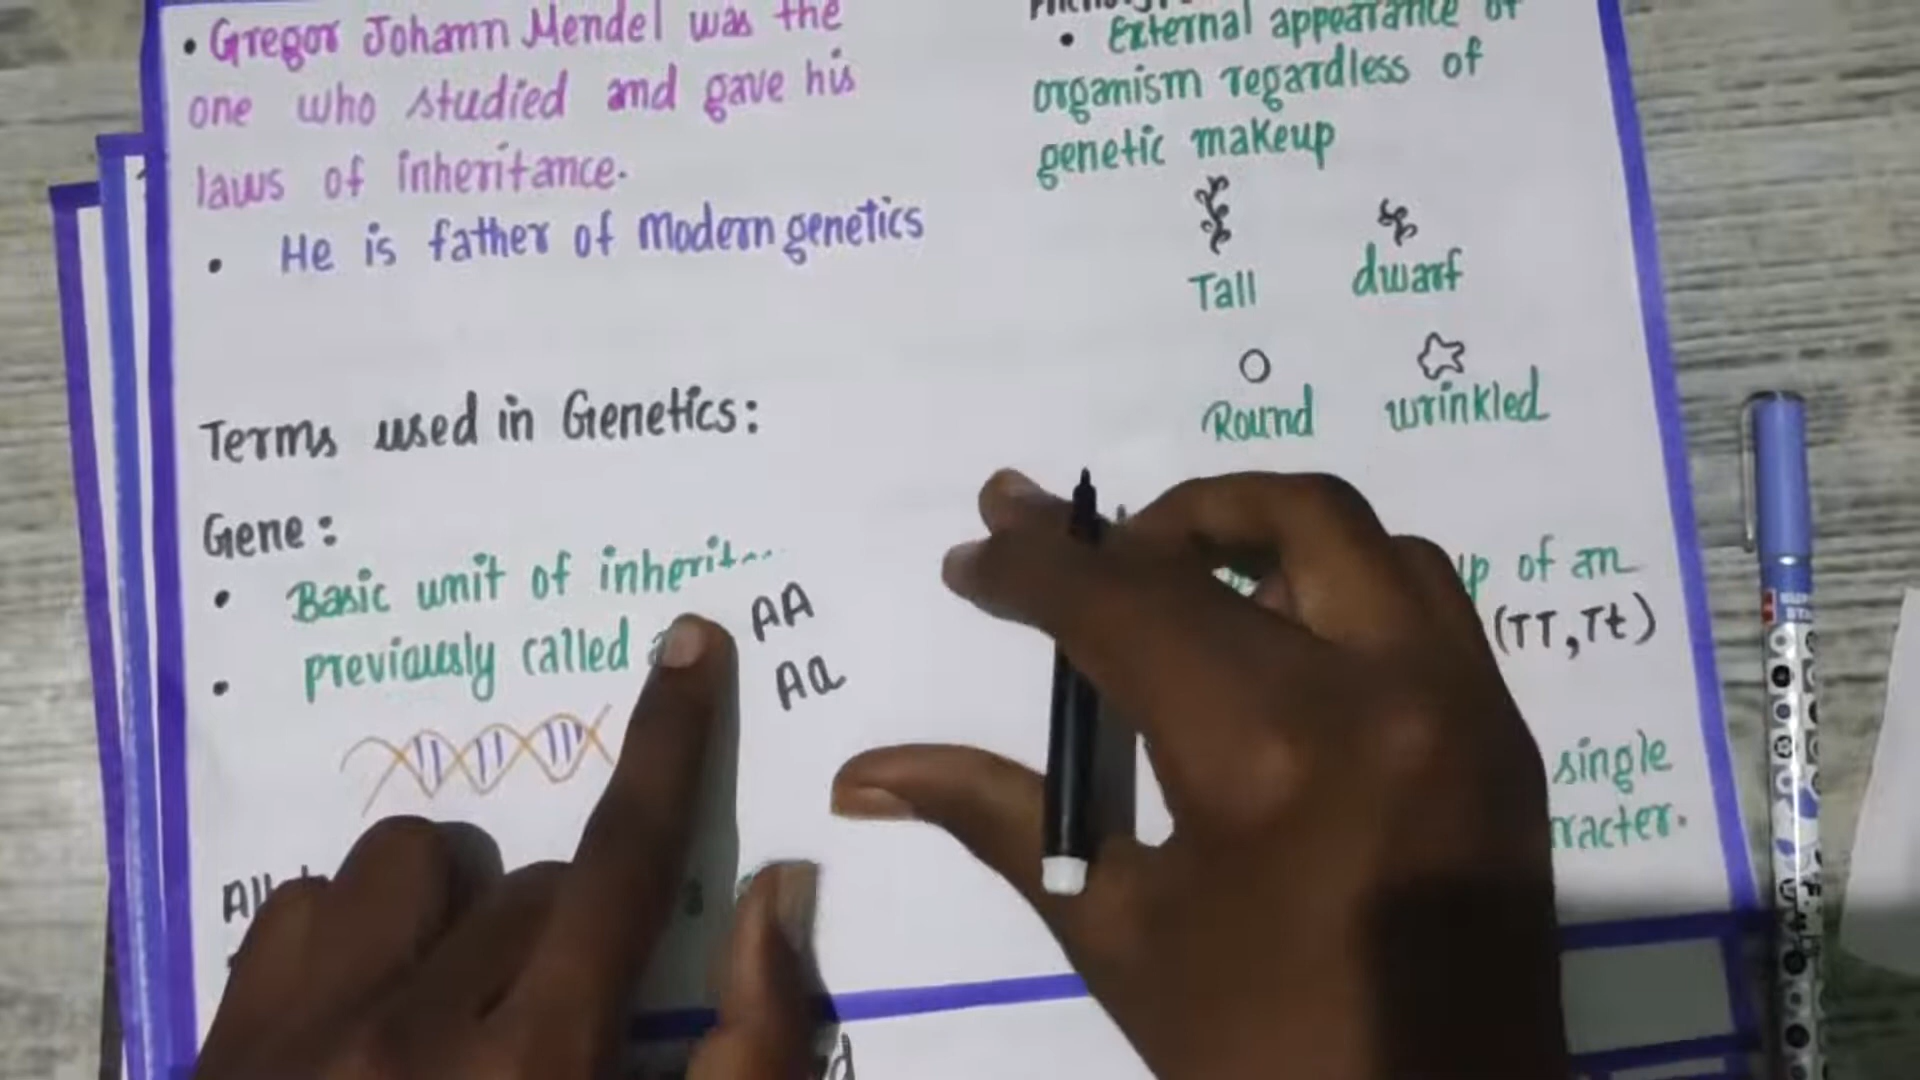 • Gregor Johann Mendel was the
one who studied and gave his
laws of inheritance.
• He is father of Modern genetics
Terms used in Genetics:
Gene:
• Basic unit of
• previously called
AA
Aa
• External appearance of
organism regardless of
genetic makeup
Tall dwarf
Round wrinkled
of an
(TT, Tt)
single